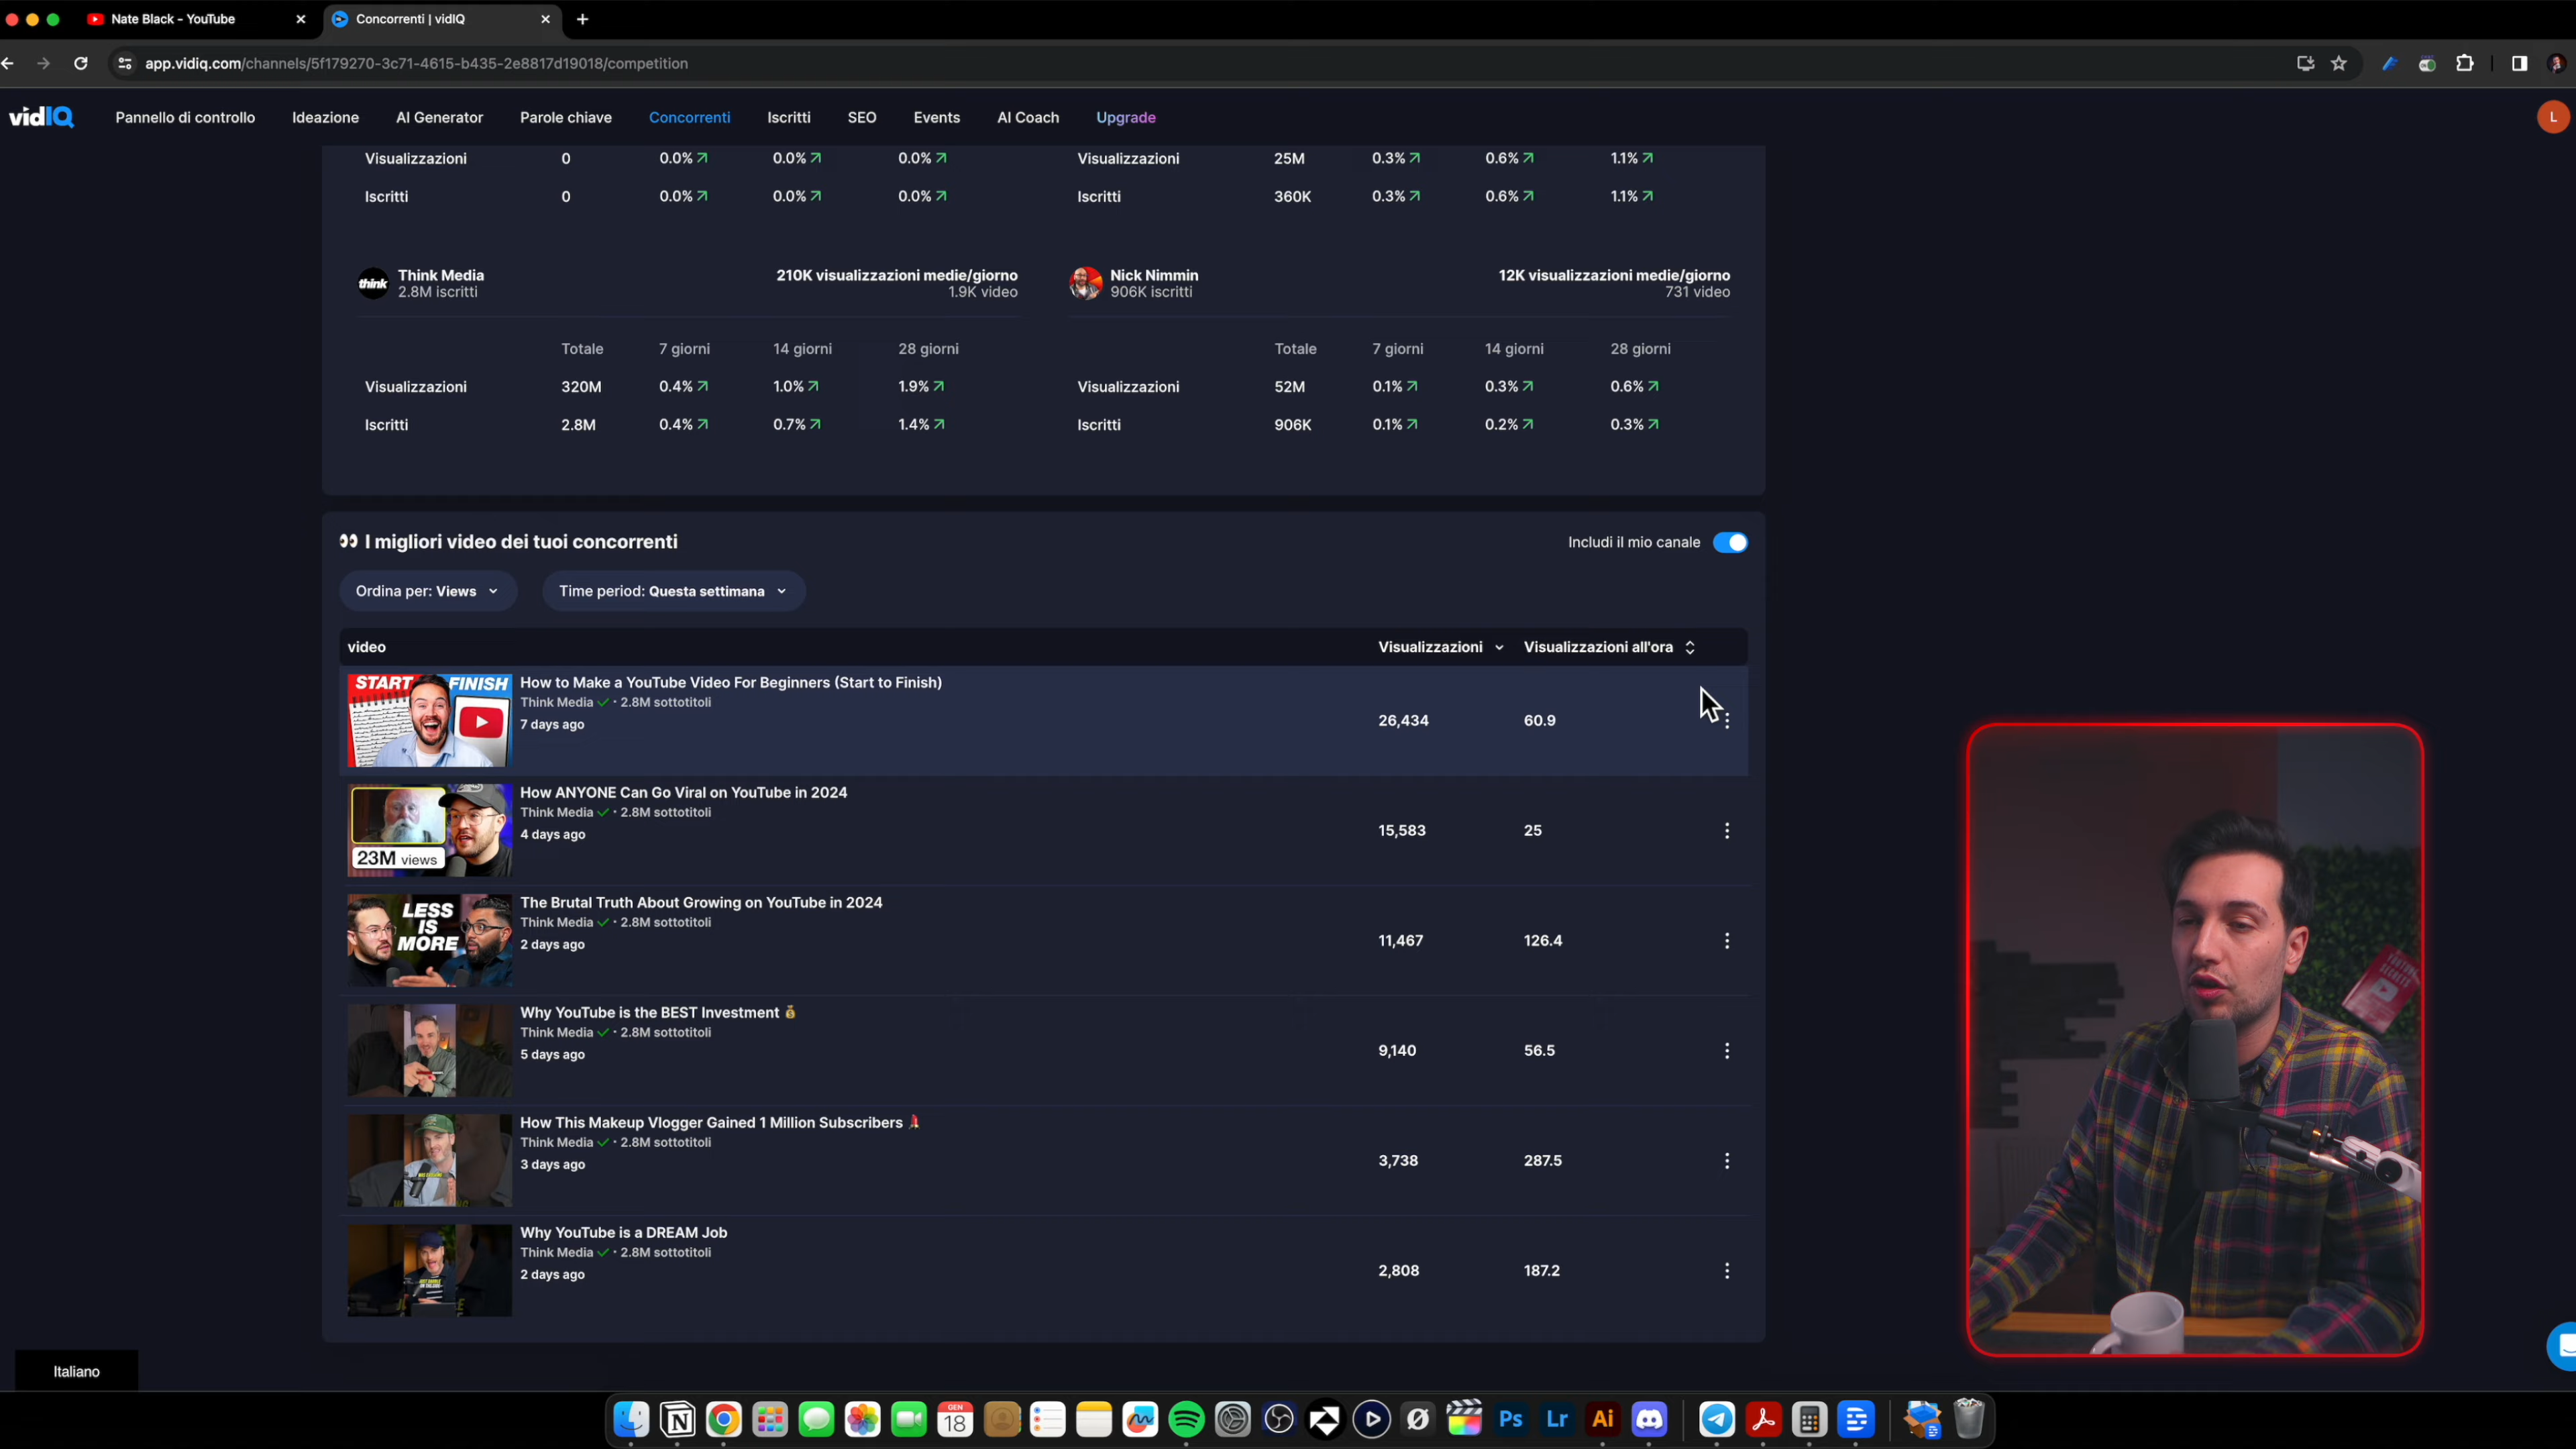 Nate Black - YouTube
Concorrenti | vidIQ
app.vidiq.com/channels/5f179270-3c71-4615-b435-2e8817d19018/competition
vidIQ Pannello di controllo Ideazione AI Generator Parole chiave Concorrenti Iscritti SEO Events AI Coach Upgrade L
Visualizzazioni 0 0.0% 0.0% 0.0%
Iscritti 0 0.0% 0.0% 0.0%
Visualizzazioni 25M 0.3% 0.6% 1.1%
Iscritti 360K 0.3% 0.6% 1.1%
think
Think Media 210K visualizzazioni medie/giorno
2.8M iscritti 1.9K video
Totale 7 giorni 14 giorni 28 giorni
Visualizzazioni 320M 0.4% 1.0% 1.9%
Iscritti 2.8M 0.4% 0.7% 1.4%
Nick Nimmin 12K visualizzazioni medie/giorno
906K iscritti 731 video
Totale 7 giorni 14 giorni 28 giorni
Visualizzazioni 52M 0.1% 0.3% 0.6%
Iscritti 906K 0.1% 0.2% 0.3%
👀 I migliori video dei tuoi concorrenti Includi il mio canale
Ordina per: Views Time period: Questa settimana
video Visualizzazioni Visualizzazioni all'ora
START FINISH
How to Make a YouTube Video For Beginners (Start to Finish)
Think Media ✓ • 2.8M sottotitoli
7 days ago
26,434 60.9
23M views
How ANYONE Can Go Viral on YouTube in 2024
Think Media ✓ • 2.8M sottotitoli
4 days ago
15,583 25
LESS
IS
MORE
The Brutal Truth About Growing on YouTube in 2024
Think Media ✓ • 2.8M sottotitoli
2 days ago
11,467 126.4
Why YouTube is the BEST Investment 💰
Think Media ✓ • 2.8M sottotitoli
5 days ago
9,140 56.5
How This Makeup Vlogger Gained 1 Million Subscribers 💄
Think Media ✓ • 2.8M sottotitoli
3 days ago
3,738 287.5
Why YouTube is a DREAM Job
Think Media ✓ • 2.8M sottotitoli
2 days ago
2,808 187.2
Italiano
GEN
18
Ps
Lr
Ai